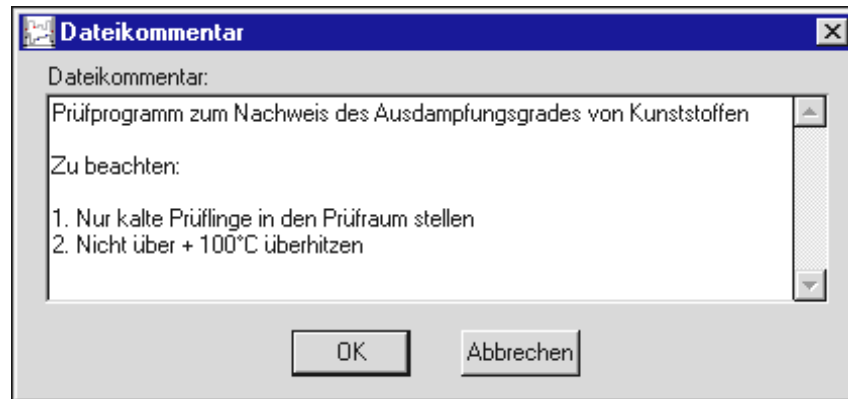 Dateikommentar
Dateikommentar:
Prüfprogramm zum Nachweis des Ausdampfungsgrades von Kunststoffen
Zu beachten:
1. Nur kalte Prüflinge in den Prüfraum stellen
2. Nicht über + 100°C überhitzen
OK
Abbrechen